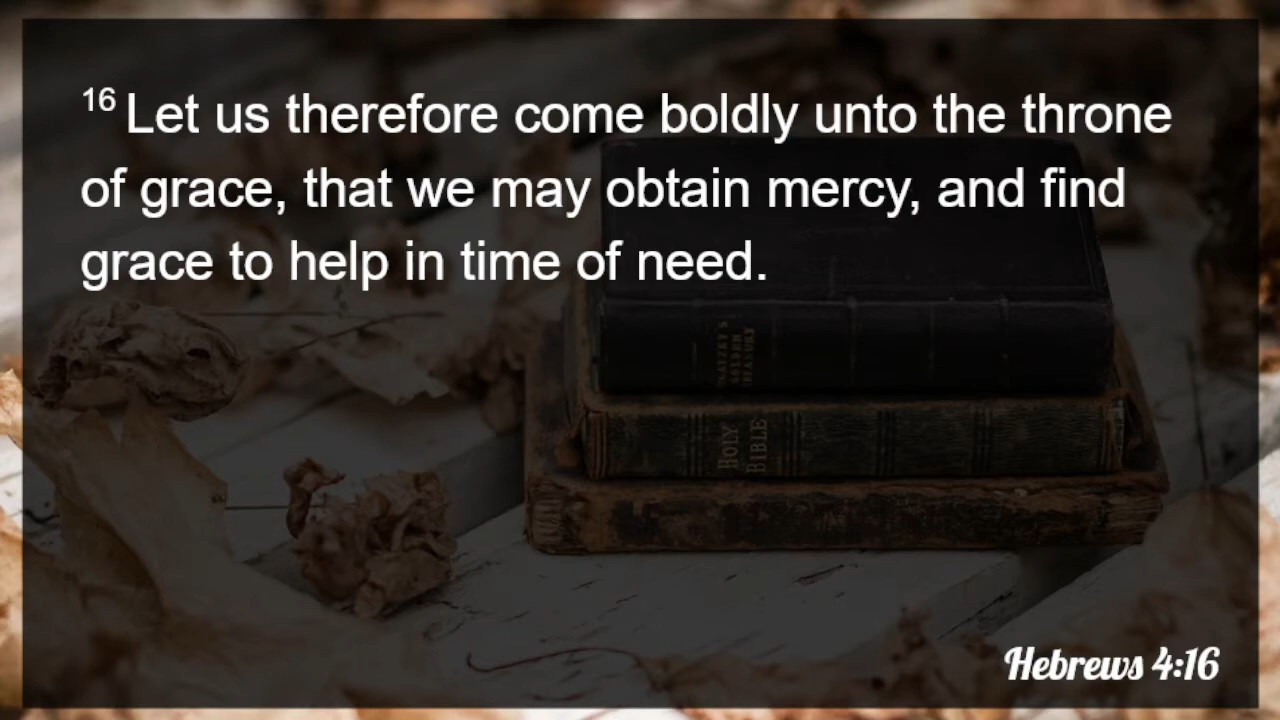 16 Let us therefore come boldly unto the throne
of grace, that we may obtain mercy, and find
grace to help in time of need.
HOLY
BIBLE
Hebrews 4:16